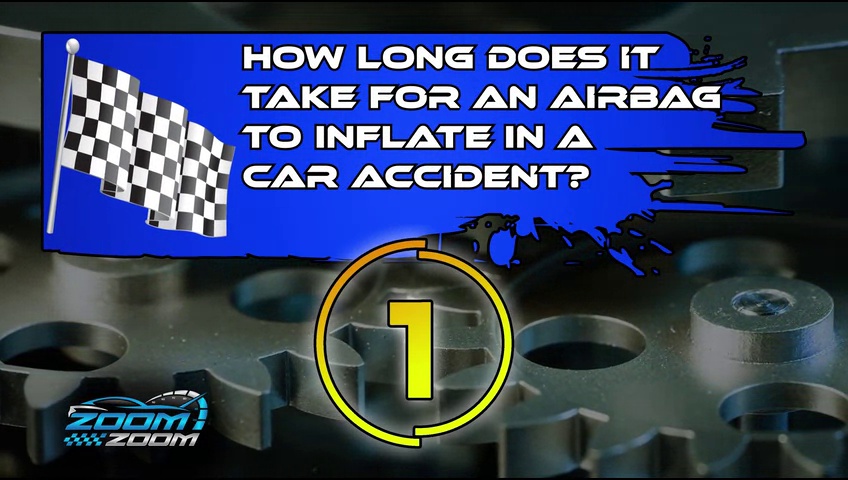 HOW LONG DOES IT
TAKE FOR AN AIRBAG
TO INFLATE IN A
CAR ACCIDENT?
1
ZOOM
ZOOM